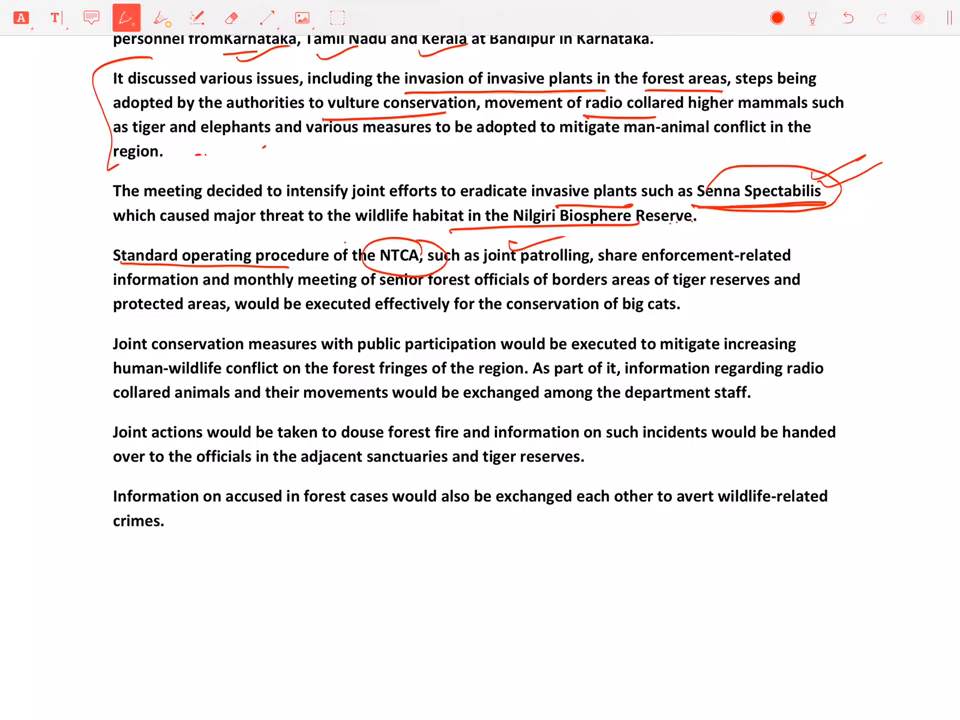 A T
personnel fromKarnataka, Tamil Nadu and Kerala at Bandipur in Karnataka.
It discussed various issues, including the invasion of invasive plants in the forest areas, steps being
adopted by the authorities to vulture conservation, movement of radio collared higher mammals such
as tiger and elephants and various measures to be adopted to mitigate man-animal conflict in the
region.
The meeting decided to intensify joint efforts to eradicate invasive plants such as Senna Spectabilis
which caused major threat to the wildlife habitat in the Nilgiri Biosphere Reserve.
Standard operating procedure of the NTCA, such as joint patrolling, share enforcement-related
information and monthly meeting of senior forest officials of borders areas of tiger reserves and
protected areas, would be executed effectively for the conservation of big cats.
Joint conservation measures with public participation would be executed to mitigate increasing
human-wildlife conflict on the forest fringes of the region. As part of it, information regarding radio
collared animals and their movements would be exchanged among the department staff.
Joint actions would be taken to douse forest fire and information on such incidents would be handed
over to the officials in the adjacent sanctuaries and tiger reserves.
Information on accused in forest cases would also be exchanged each other to avert wildlife-related
crimes.